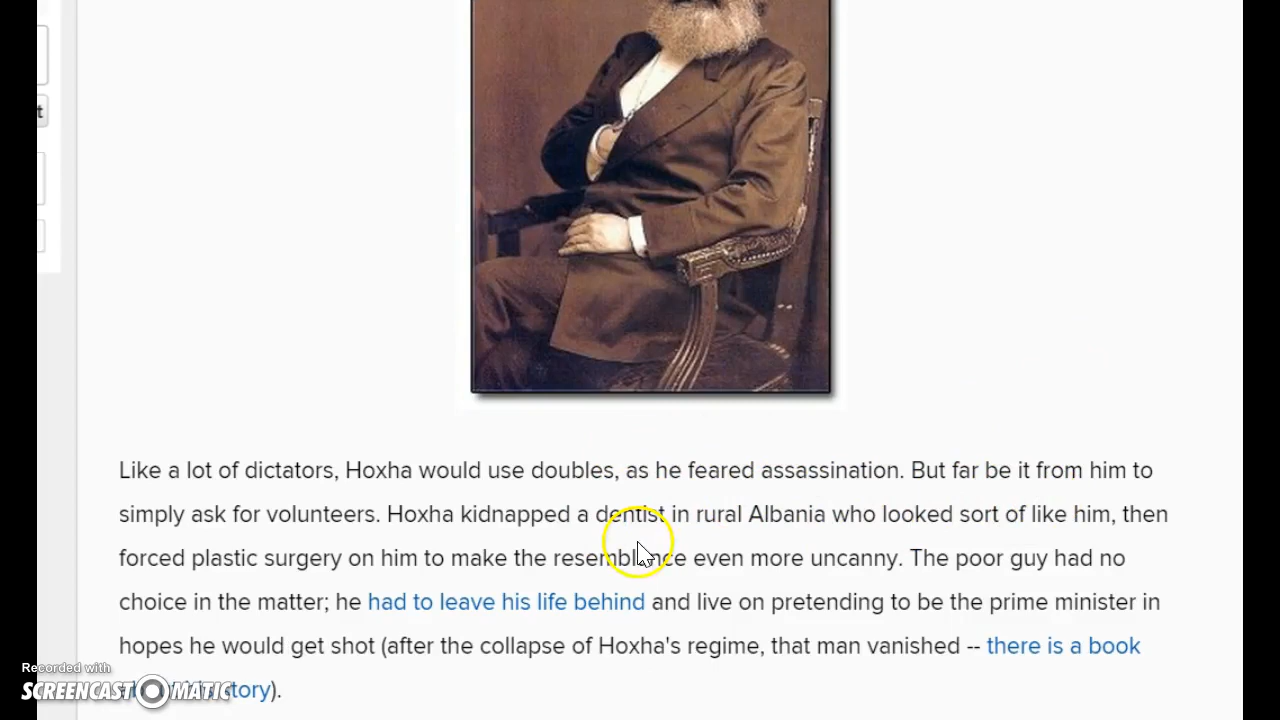 t
Like a lot of dictators, Hoxha would use doubles, as he feared assassination. But far be it from him to
simply ask for volunteers. Hoxha kidnapped a dentist in rural Albania who looked sort of like him, then
forced plastic surgery on him to make the resemblance even more uncanny. The poor guy had no
choice in the matter; he had to leave his life behind and live on pretending to be the prime minister in
hopes he would get shot (after the collapse of Hoxha's regime, that man vanished -- there is a book
story).
Recorded with
SCREENCAST MATIC